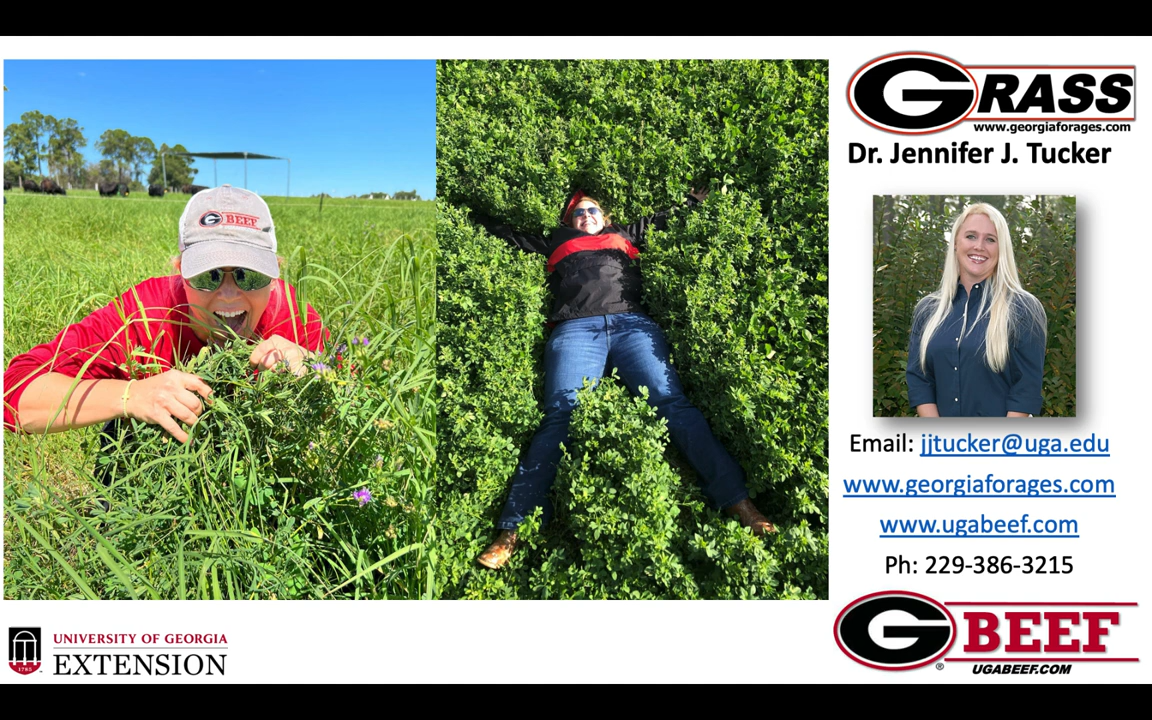 G BEEF
GRASS
www.georgiaforages.com
Dr. Jennifer J. Tucker
Email: jjtucker@uga.edu
www.georgiaforages.com
www.ugabeef.com
Ph: 229-386-3215
G BEEF
®
UGABEEF.COM
1785
UNIVERSITY OF GEORGIA
EXTENSION